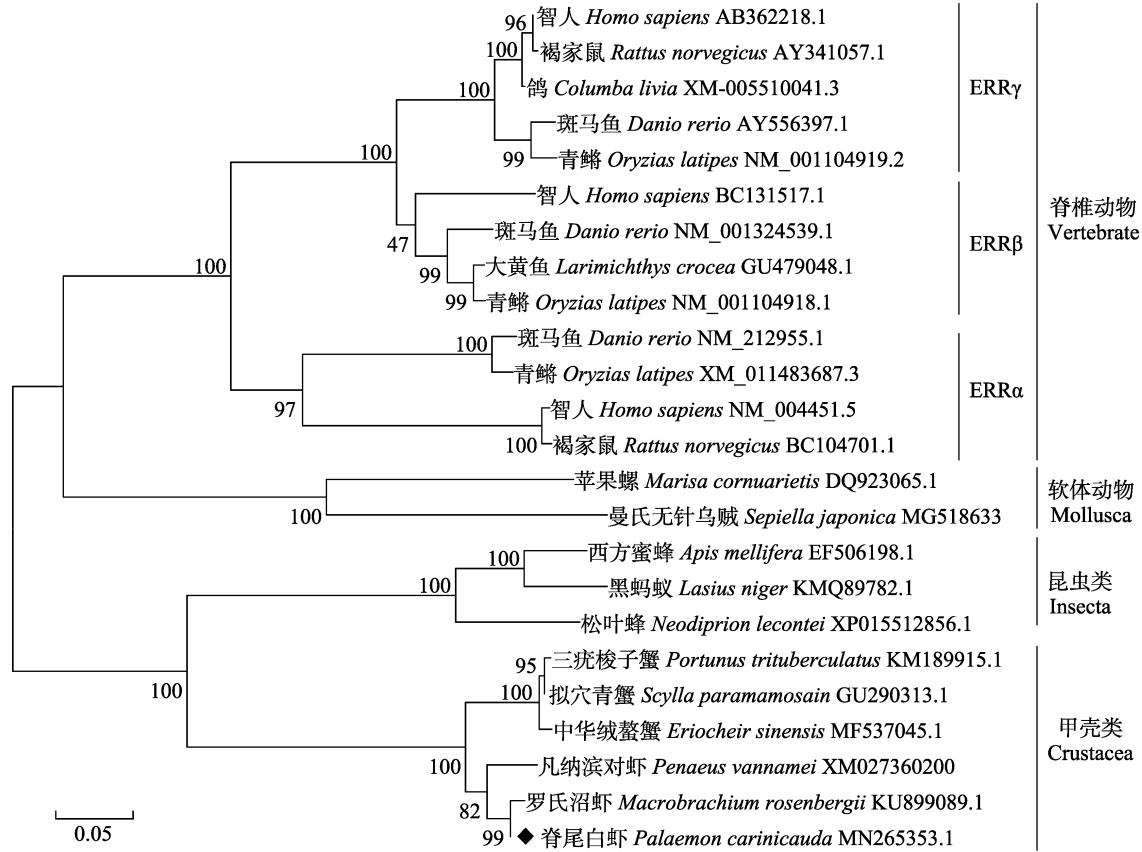 96
智人 Homo sapiens AB362218.1
100
褐家鼠 Rattus norvegicus AY341057.1
100
鸽 Columba livia XM-005510041.3
ERRγ
斑马鱼 Danio rerio AY556397.1
99
青鳉 Oryzias latipes NM_001104919.2
100
智人 Homo sapiens BC131517.1
47
斑马鱼 Danio rerio NM_001324539.1
ERRβ
脊椎动物
Vertebrate
99
大黄鱼 Larimichthys crocea GU479048.1
99
青鳉 Oryzias latipes NM_001104918.1
100
100
斑马鱼 Danio rerio NM_212955.1
青鳉 Oryzias latipes XM_011483687.3
ERRα
97
智人 Homo sapiens NM_004451.5
100
褐家鼠 Rattus norvegicus BC104701.1
苹果螺 Marisa cornuarietis DQ923065.1
100
曼氏无针乌贼 Sepiella japonica MG518633
软体动物
Mollusca
100
西方蜜蜂 Apis mellifera EF506198.1
100
黑蚂蚁 Lasius niger KMQ89782.1
松叶蜂 Neodiprion lecontei XP015512856.1
昆虫类
Insecta
100
95
三疣梭子蟹 Portunus trituberculatus KM189915.1
100
拟穴青蟹 Scylla paramamosain GU290313.1
中华绒螯蟹 Eriocheir sinensis MF537045.1
甲壳类
Crustacea
100
凡纳滨对虾 Penaeus vannamei XM027360200
82
罗氏沼虾 Macrobrachium rosenbergii KU899089.1
99
◆ 脊尾白虾 Palaemon carinicauda MN265353.1
0.05